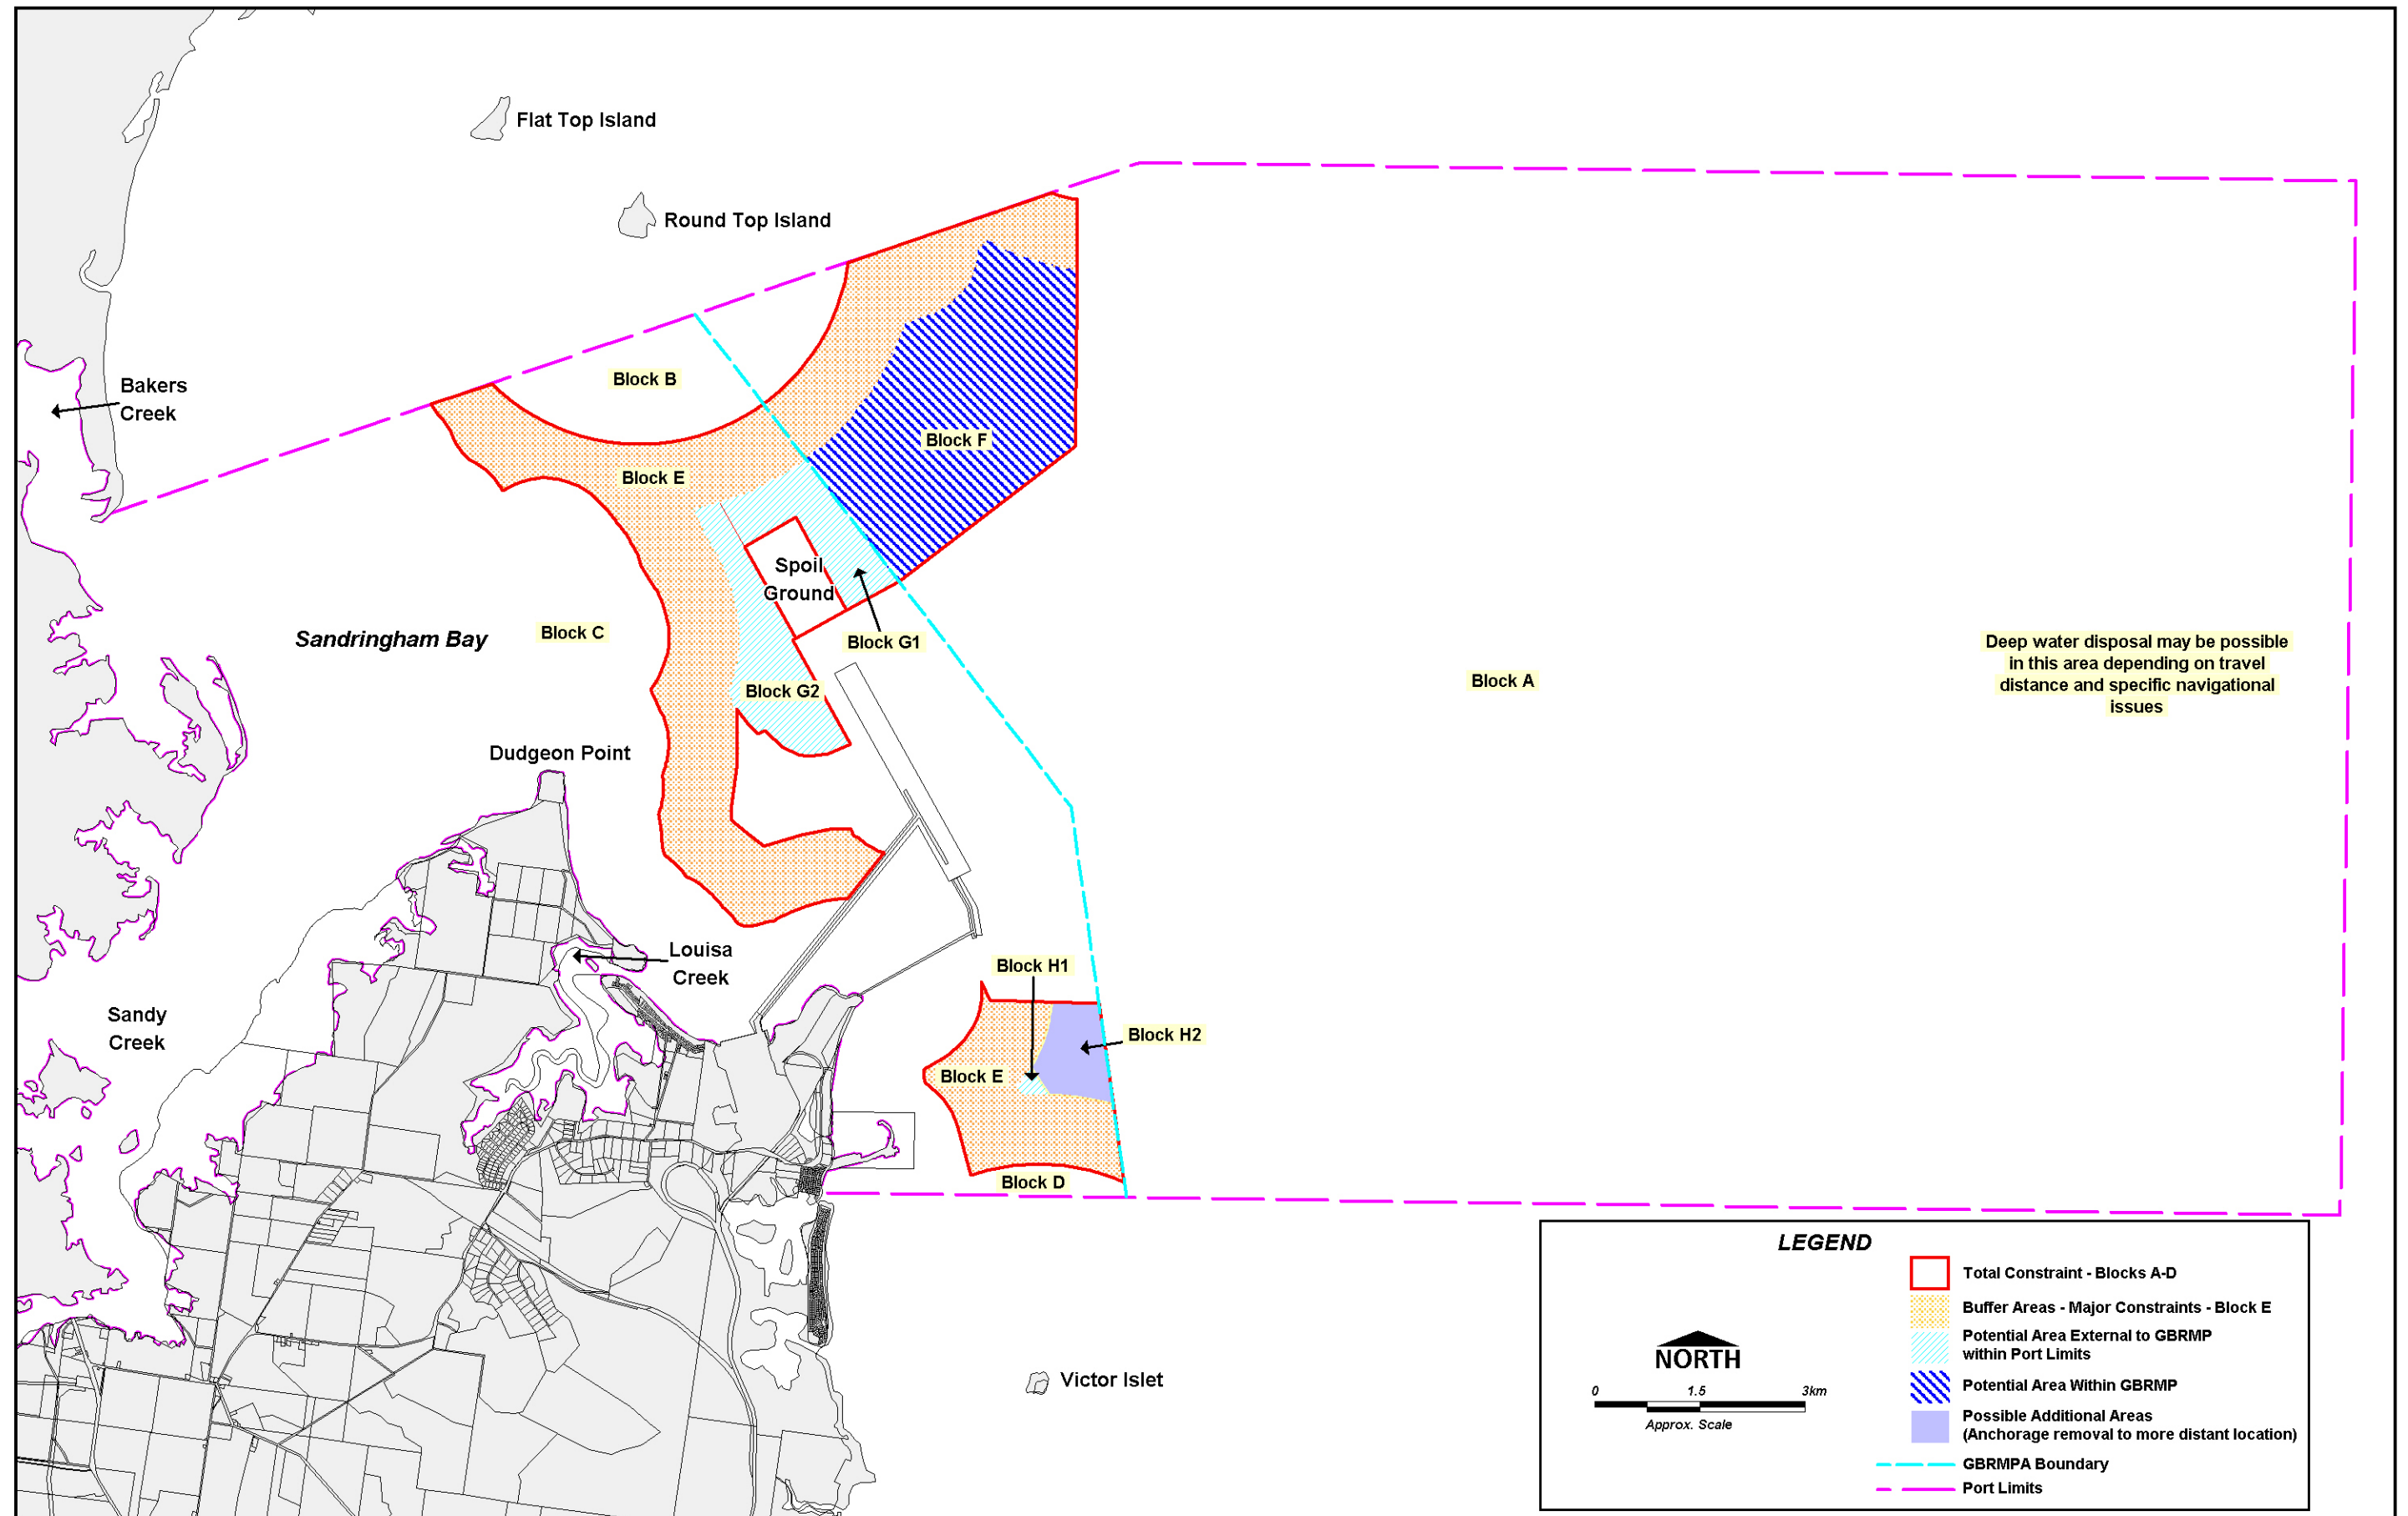 Flat Top Island
Round Top Island
Block B
Bakers
Creek
Block F
Block E
Spoil
Ground
Block C
Sandringham Bay
Block G1
Deep water disposal may be possible
in this area depending on travel
distance and specific navigational
issues
Block A
Block G2
Dudgeon Point
Louisa
Creek
Block H1
Sandy
Creek
Block H2
Block E
Block D
Victor Islet
LEGEND
Total Constraint - Blocks A-D
Buffer Areas - Major Constraints - Block E
Potential Area External to GBRMP
within Port Limits
Potential Area Within GBRMP
Possible Additional Areas
(Anchorage removal to more distant location)
GBRMPA Boundary
Port Limits
NORTH
0 1.5 3km
Approx. Scale